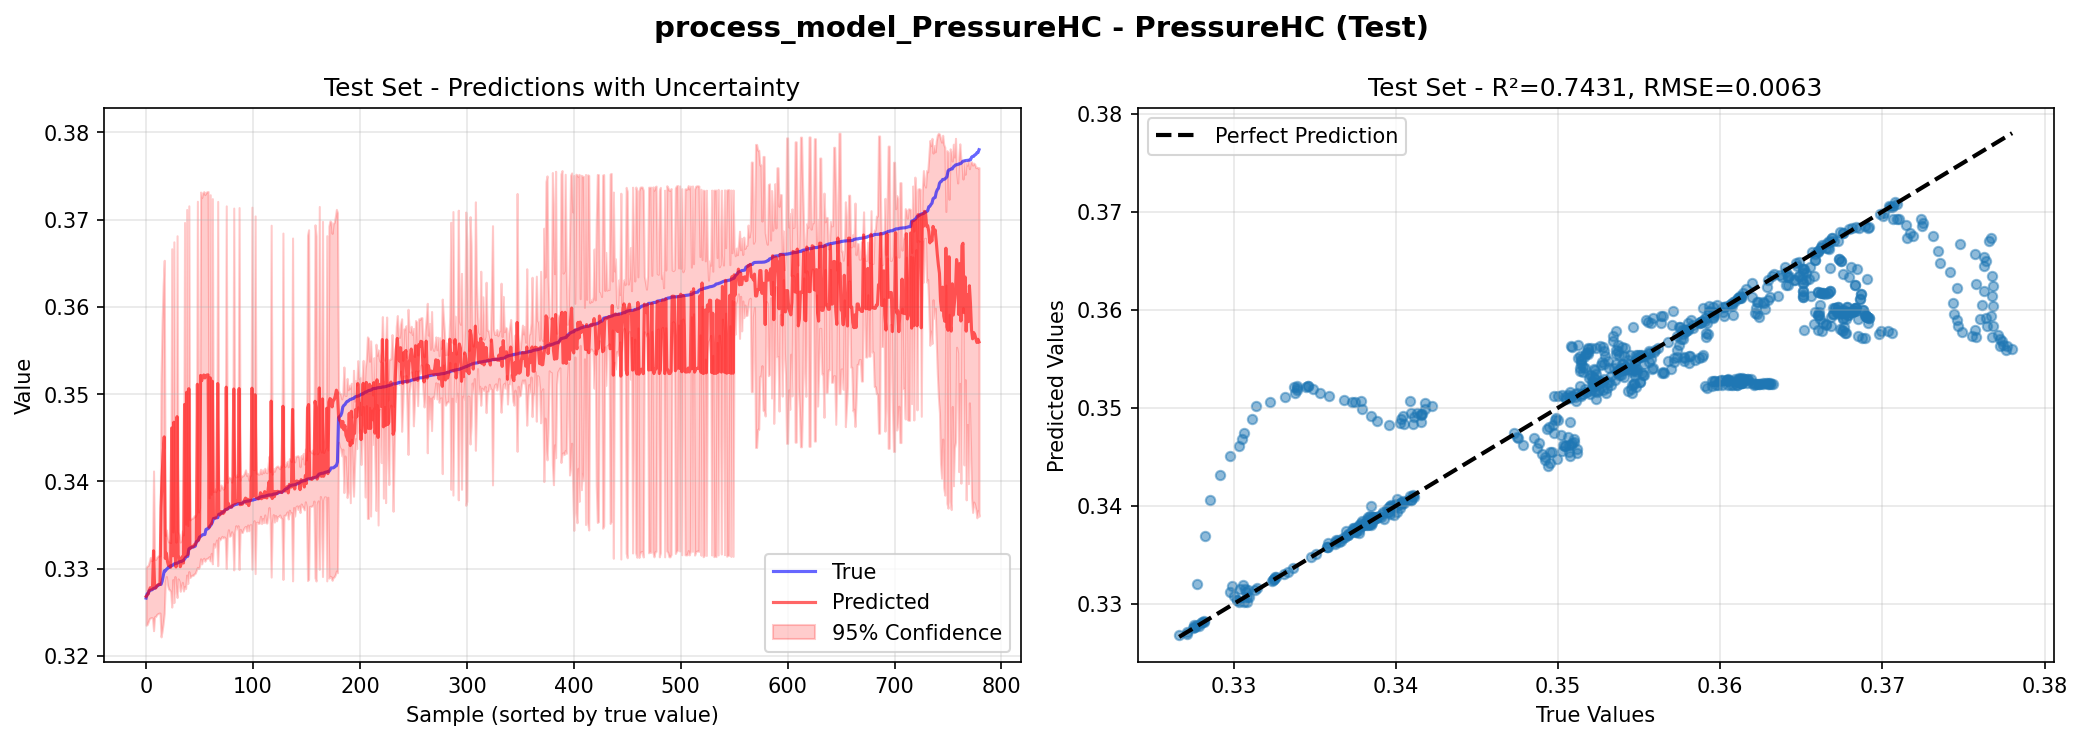 process_model_PressureHC - PressureHC (Test)
Test Set - Predictions with Uncertainty
Value
0.38
0.37
0.36
0.35
0.34
0.33
0.32
0 100 200 300 400 500 600 700 800
Sample (sorted by true value)
True
Predicted
95% Confidence
Test Set - R²=0.7431, RMSE=0.0063
Predicted Values
0.38
0.37
0.36
0.35
0.34
0.33
0.33 0.34 0.35 0.36 0.37 0.38
True Values
Perfect Prediction